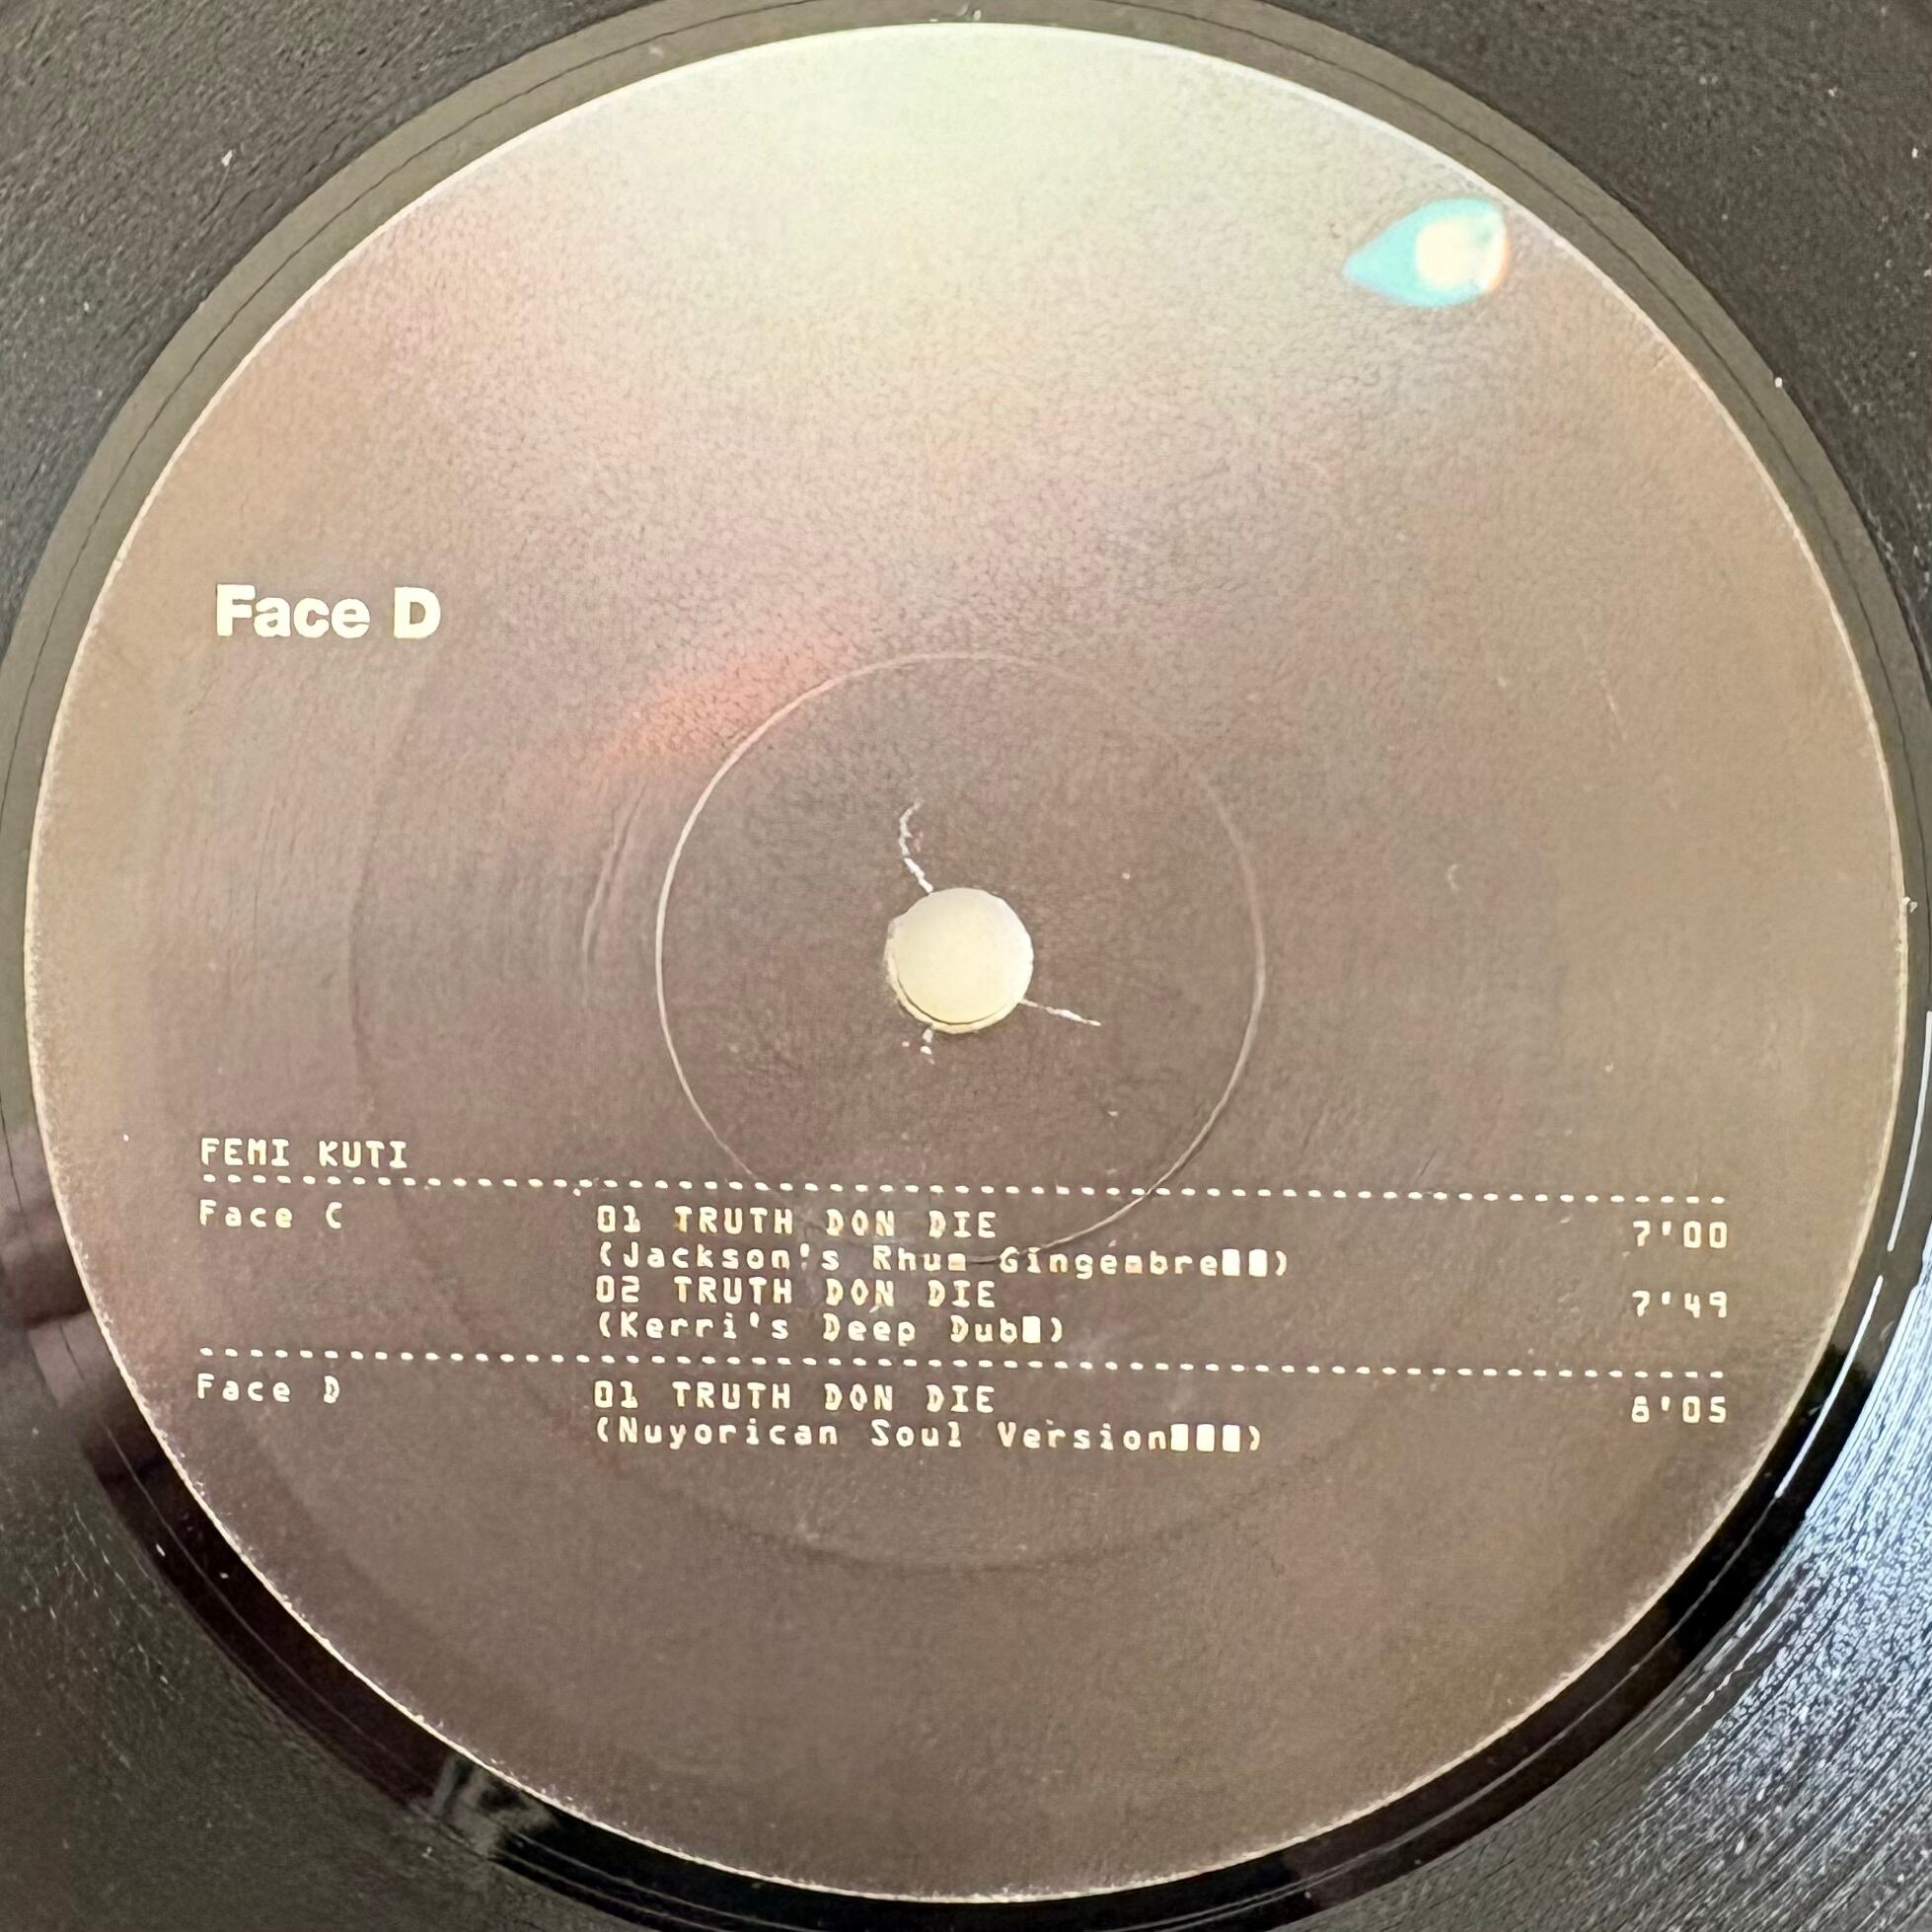 Face D
FEMI KUTI
Face C 01 TRUTH DON DIE 7'00
(Jackson's Rhum Gingembre■■)
02 TRUTH DON DIE 7'49
(Kerri's Deep Dub■)
Face D 01 TRUTH DON DIE 8'05
(Nuyorican Soul Version■■■)